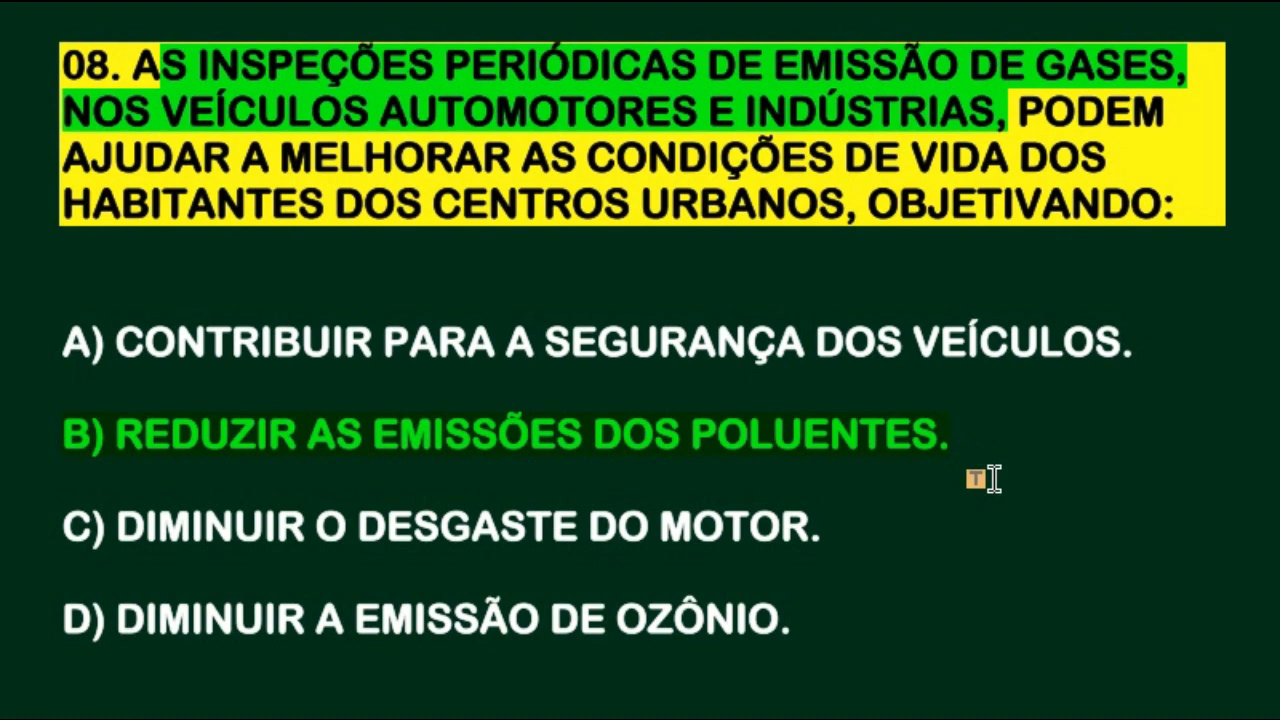 08. AS INSPEÇÕES PERIÓDICAS DE EMISSÃO DE GASES,
NOS VEÍCULOS AUTOMOTORES E INDÚSTRIAS, PODEM
AJUDAR A MELHORAR AS CONDIÇÕES DE VIDA DOS
HABITANTES DOS CENTROS URBANOS, OBJETIVANDO:
A) CONTRIBUIR PARA A SEGURANÇA DOS VEÍCULOS.
B) REDUZIR AS EMISSÕES DOS POLUENTES.
T
C) DIMINUIR O DESGASTE DO MOTOR.
D) DIMINUIR A EMISSÃO DE OZÔNIO.